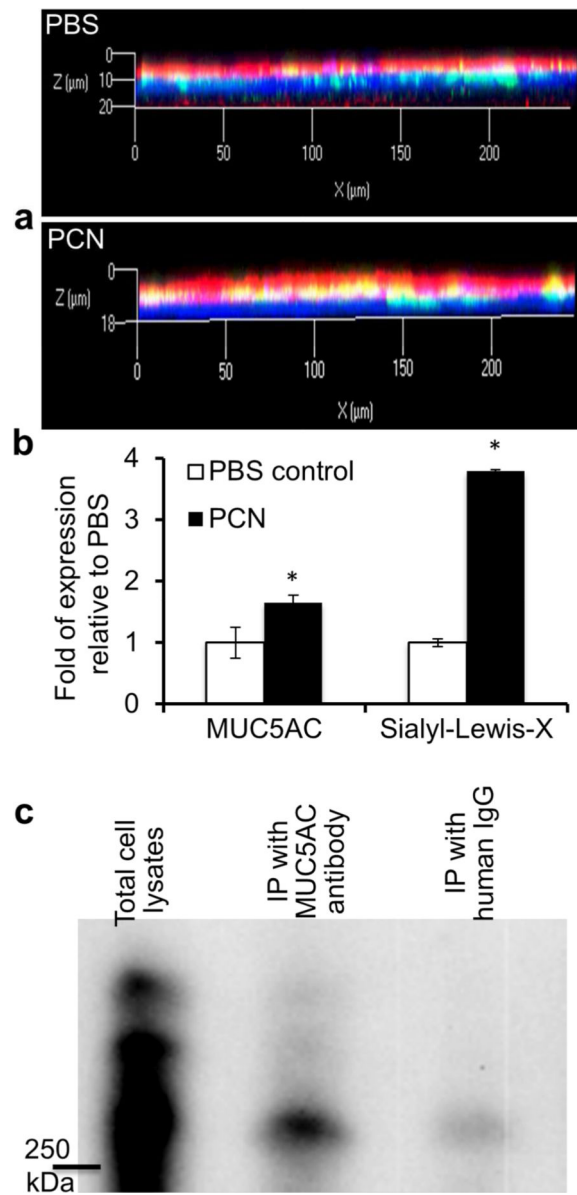 PBS
0
10
20
Z (µm)
0 50 100 150 200
X (µm)
a
PCN
0
18
Z (µm)
0 50 100 150 200
X (µm)
b
Fold of expression
relative to PBS
4
3
2
1
0
PBS control
PCN
*
*
MUC5AC Sialyl-Lewis-X
c
Total cell
lysates
IP with
MUC5AC
antibody
IP with
human IgG
250
kDa